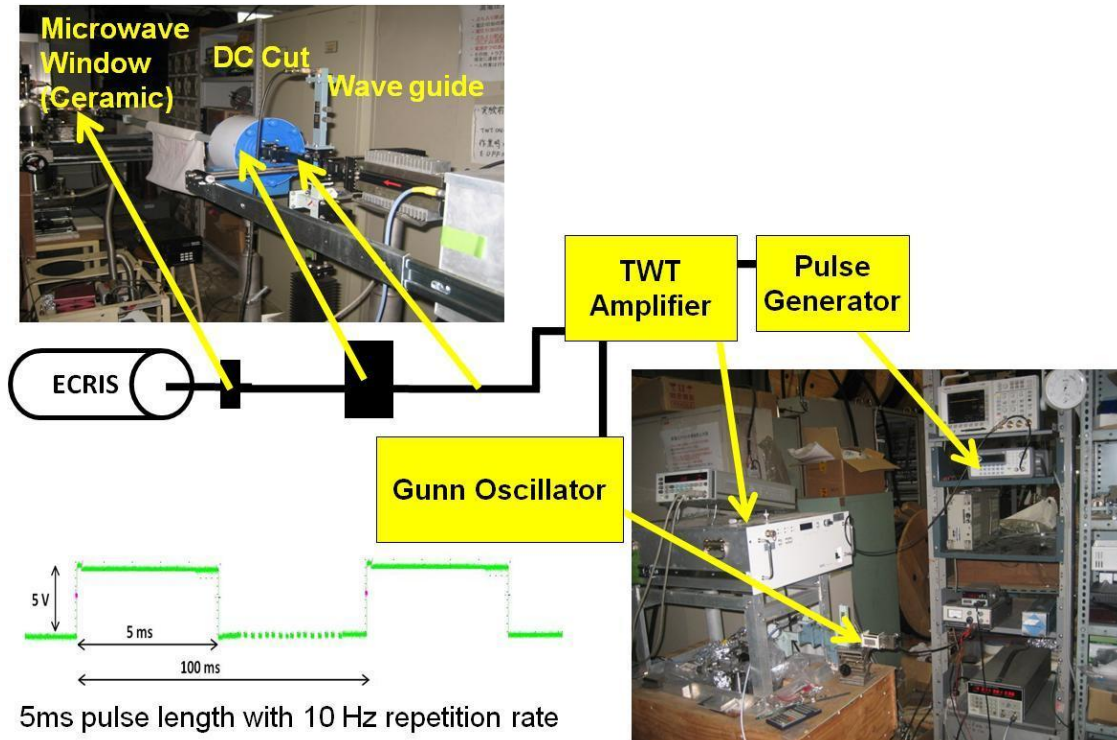 Microwave
Window
(Ceramic)
DC Cut
Wave guide
TWT
Amplifier
Pulse
Generator
ECRIS
Gunn Oscillator
5 V
5 ms
100 ms
5ms pulse length with 10 Hz repetition rate